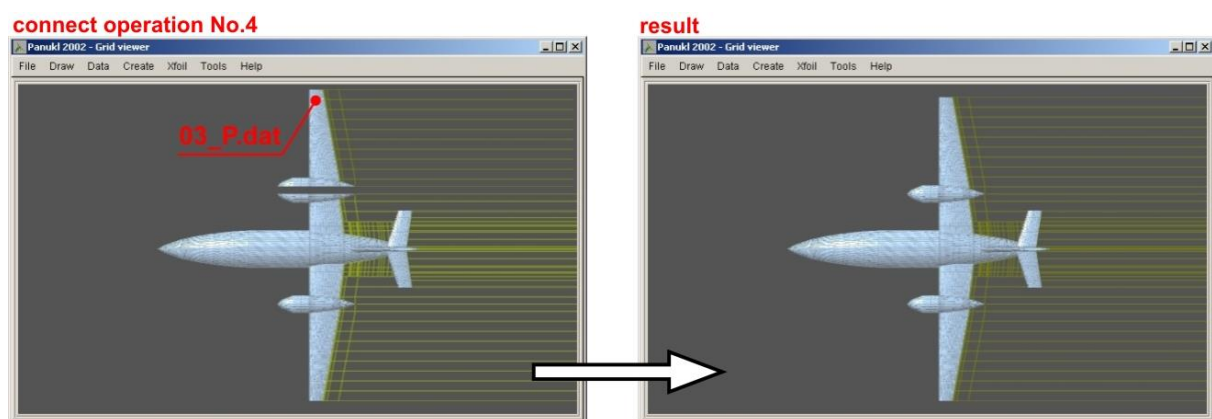 connect operation No.4
Panukl 2002 - Grid viewer
File Draw Data Create Xfoil Tools Help
03_P.dat
result
Panukl 2002 - Grid viewer
File Draw Data Create Xfoil Tools Help